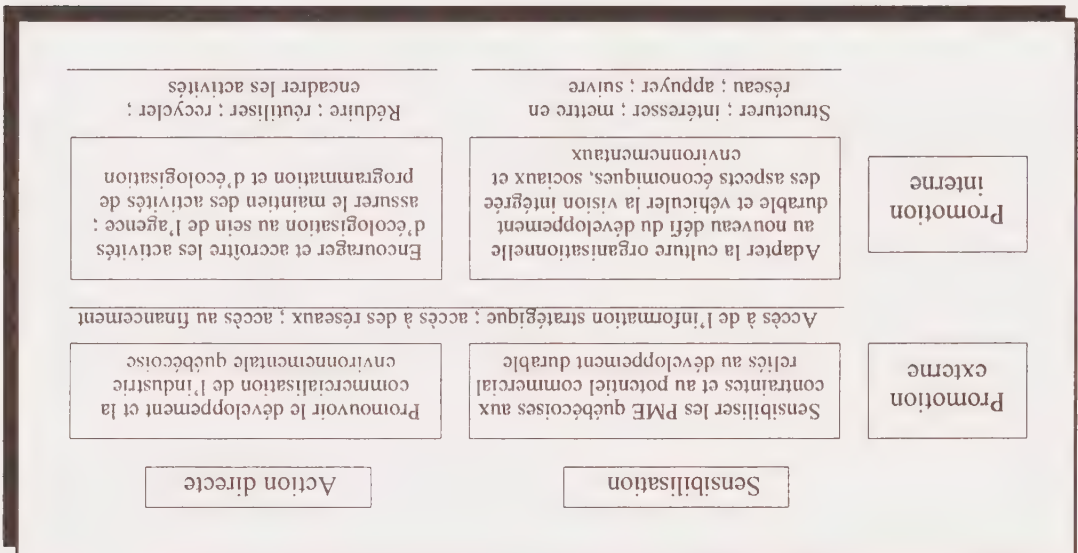 Sensibilisation
Action directe
Promotion
externe
Sensibiliser les PME québécoises aux
contraintes et au potentiel commercial
reliés au développement durable
Promouvoir le développement et la
commercialisation de l'industrie
environnementale québécoise
Accès à de l'information stratégique ; accès à des réseaux ; accès au financement
Promotion
interne
Adapter la culture organisationnelle
au nouveau défi du développement
durable et véhiculer la vision intégrée
des aspects économiques, sociaux et
environnementaux
Encourager et accroître les activités
d'écologisation au sein de l'agence ;
assurer le maintien des activités de
programmation et d'écologisation
Structurer ; intéresser ; mettre en
réseau ; appuyer ; suivre
Réduire ; réutiliser ; recycler ;
encadrer les activités